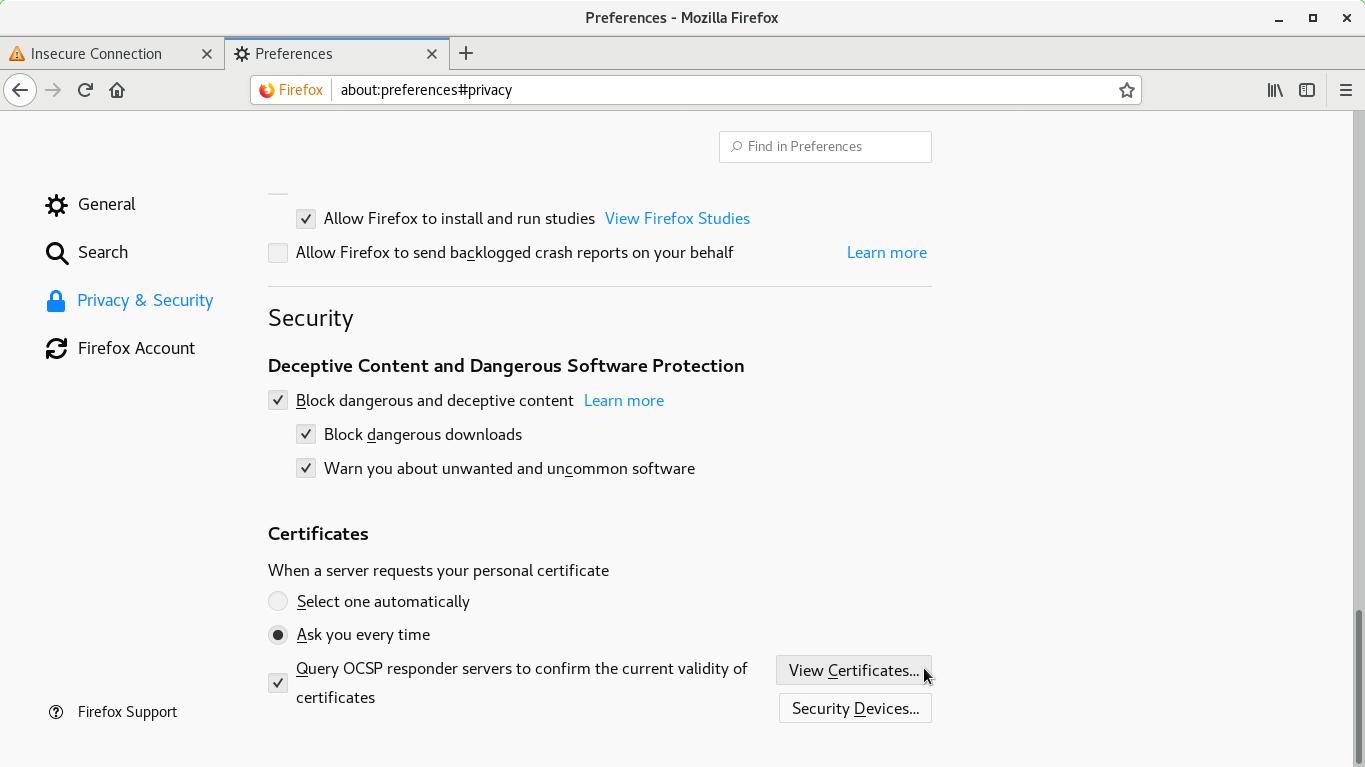 Preferences - Mozilla Firefox
Insecure Connection
Preferences
Firefox
about:preferences#privacy
Find in Preferences
General
Search
Privacy & Security
Firefox Account
Allow Firefox to install and run studies View Firefox Studies
Allow Firefox to send backlogged crash reports on your behalf Learn more
Security
Deceptive Content and Dangerous Software Protection
Block dangerous and deceptive content Learn more
Block dangerous downloads
Warn you about unwanted and uncommon software
Certificates
When a server requests your personal certificate
Select one automatically
Ask you every time
Query OCSP responder servers to confirm the current validity of
certificates
View Certificates...
Security Devices...
Firefox Support